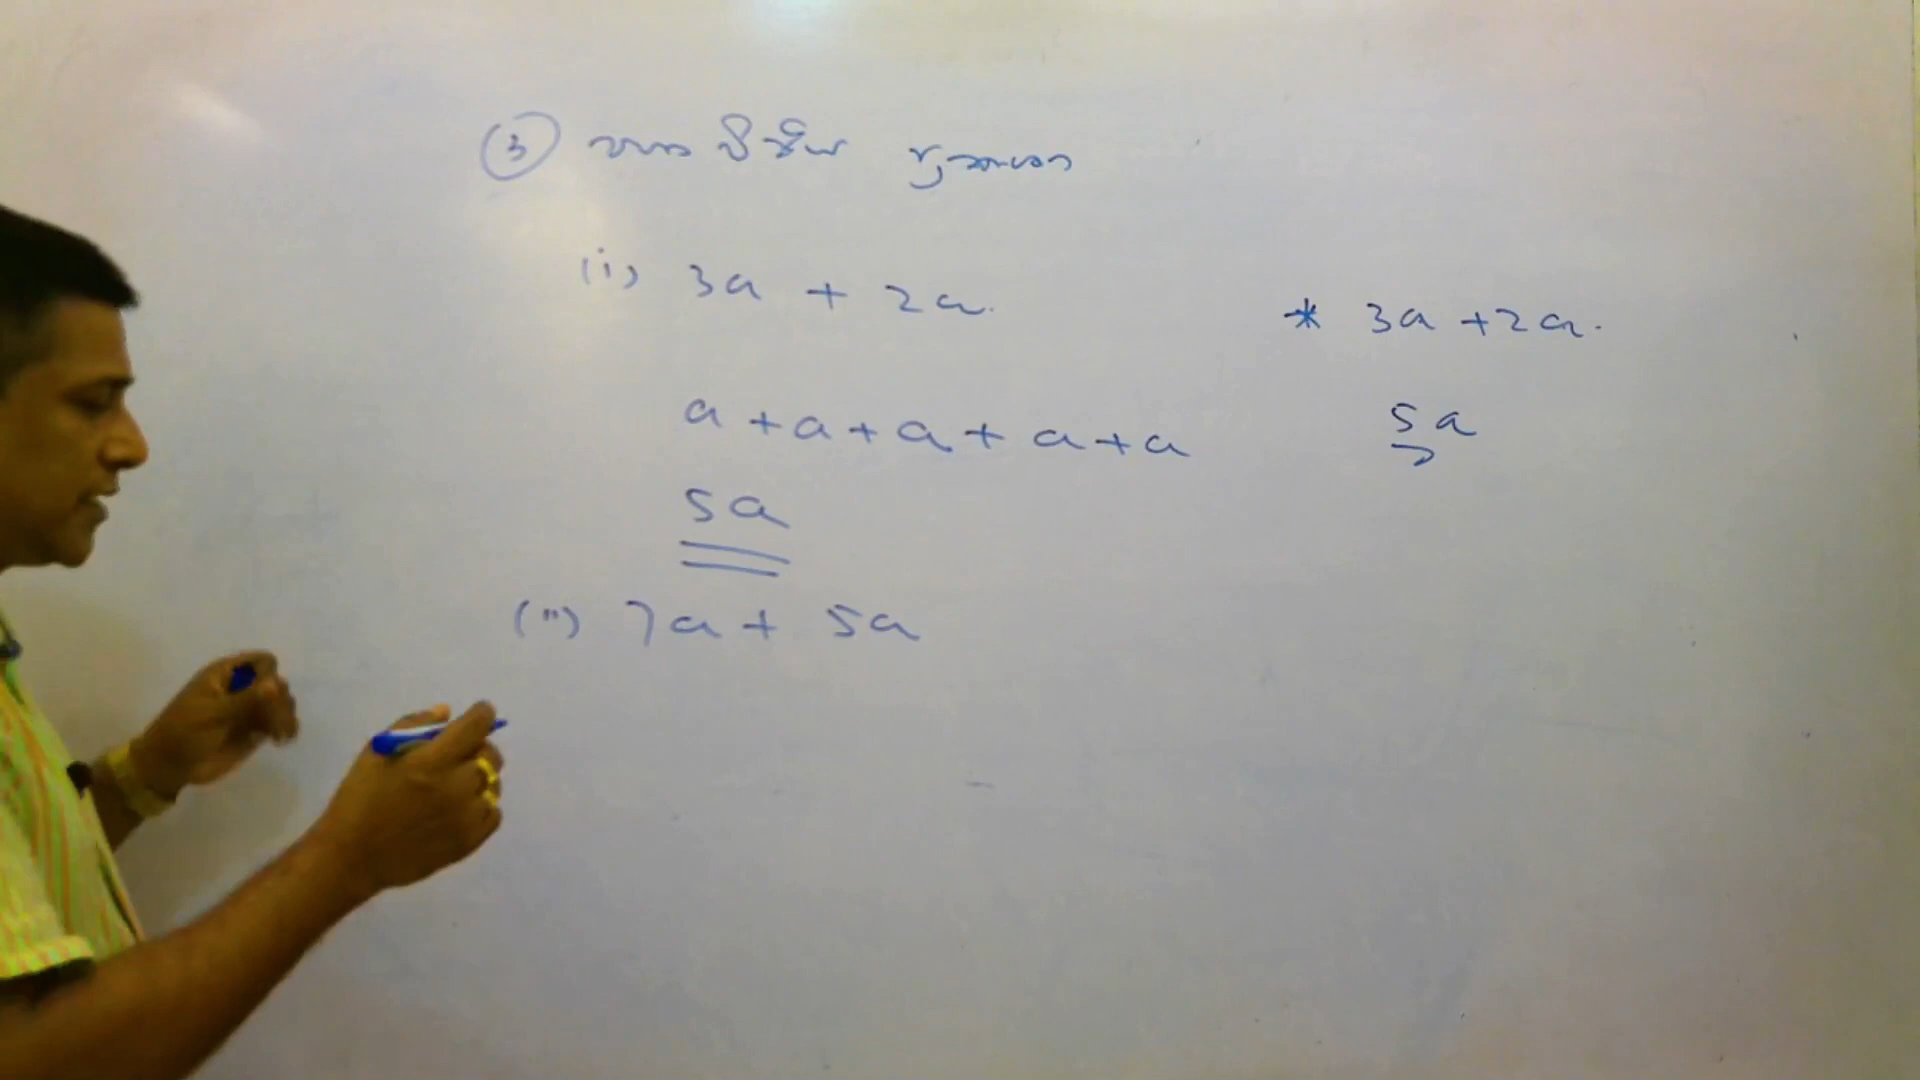 ③
(i) 3a + 2a.
a + a + a + a + a
5a
(ii) 7a + 5a
* 3a + 2a.
5a